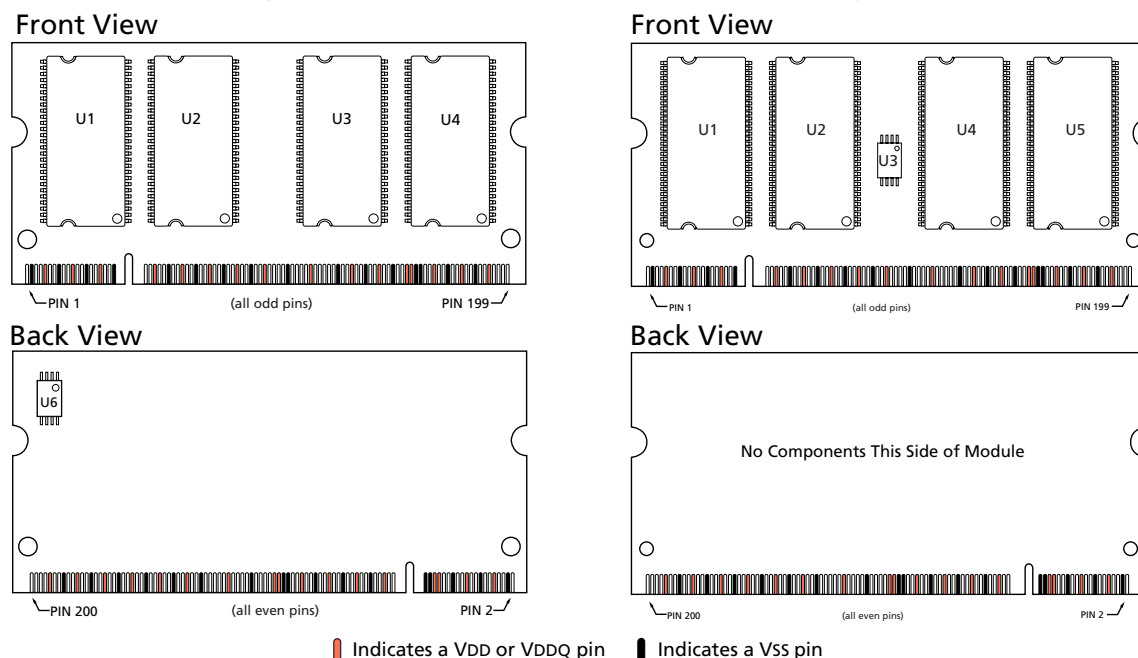 Front View
U1
U2
U3
U4
PIN 1
(all odd pins)
PIN 199
Back View
U6
PIN 200
(all even pins)
PIN 2
Front View
U1
U2
U3
U4
U5
PIN 1
(all odd pins)
PIN 199
Back View
No Components This Side of Module
PIN 200
(all even pins)
PIN 2
Indicates a VDD or VDDQ pin
Indicates a VSS pin